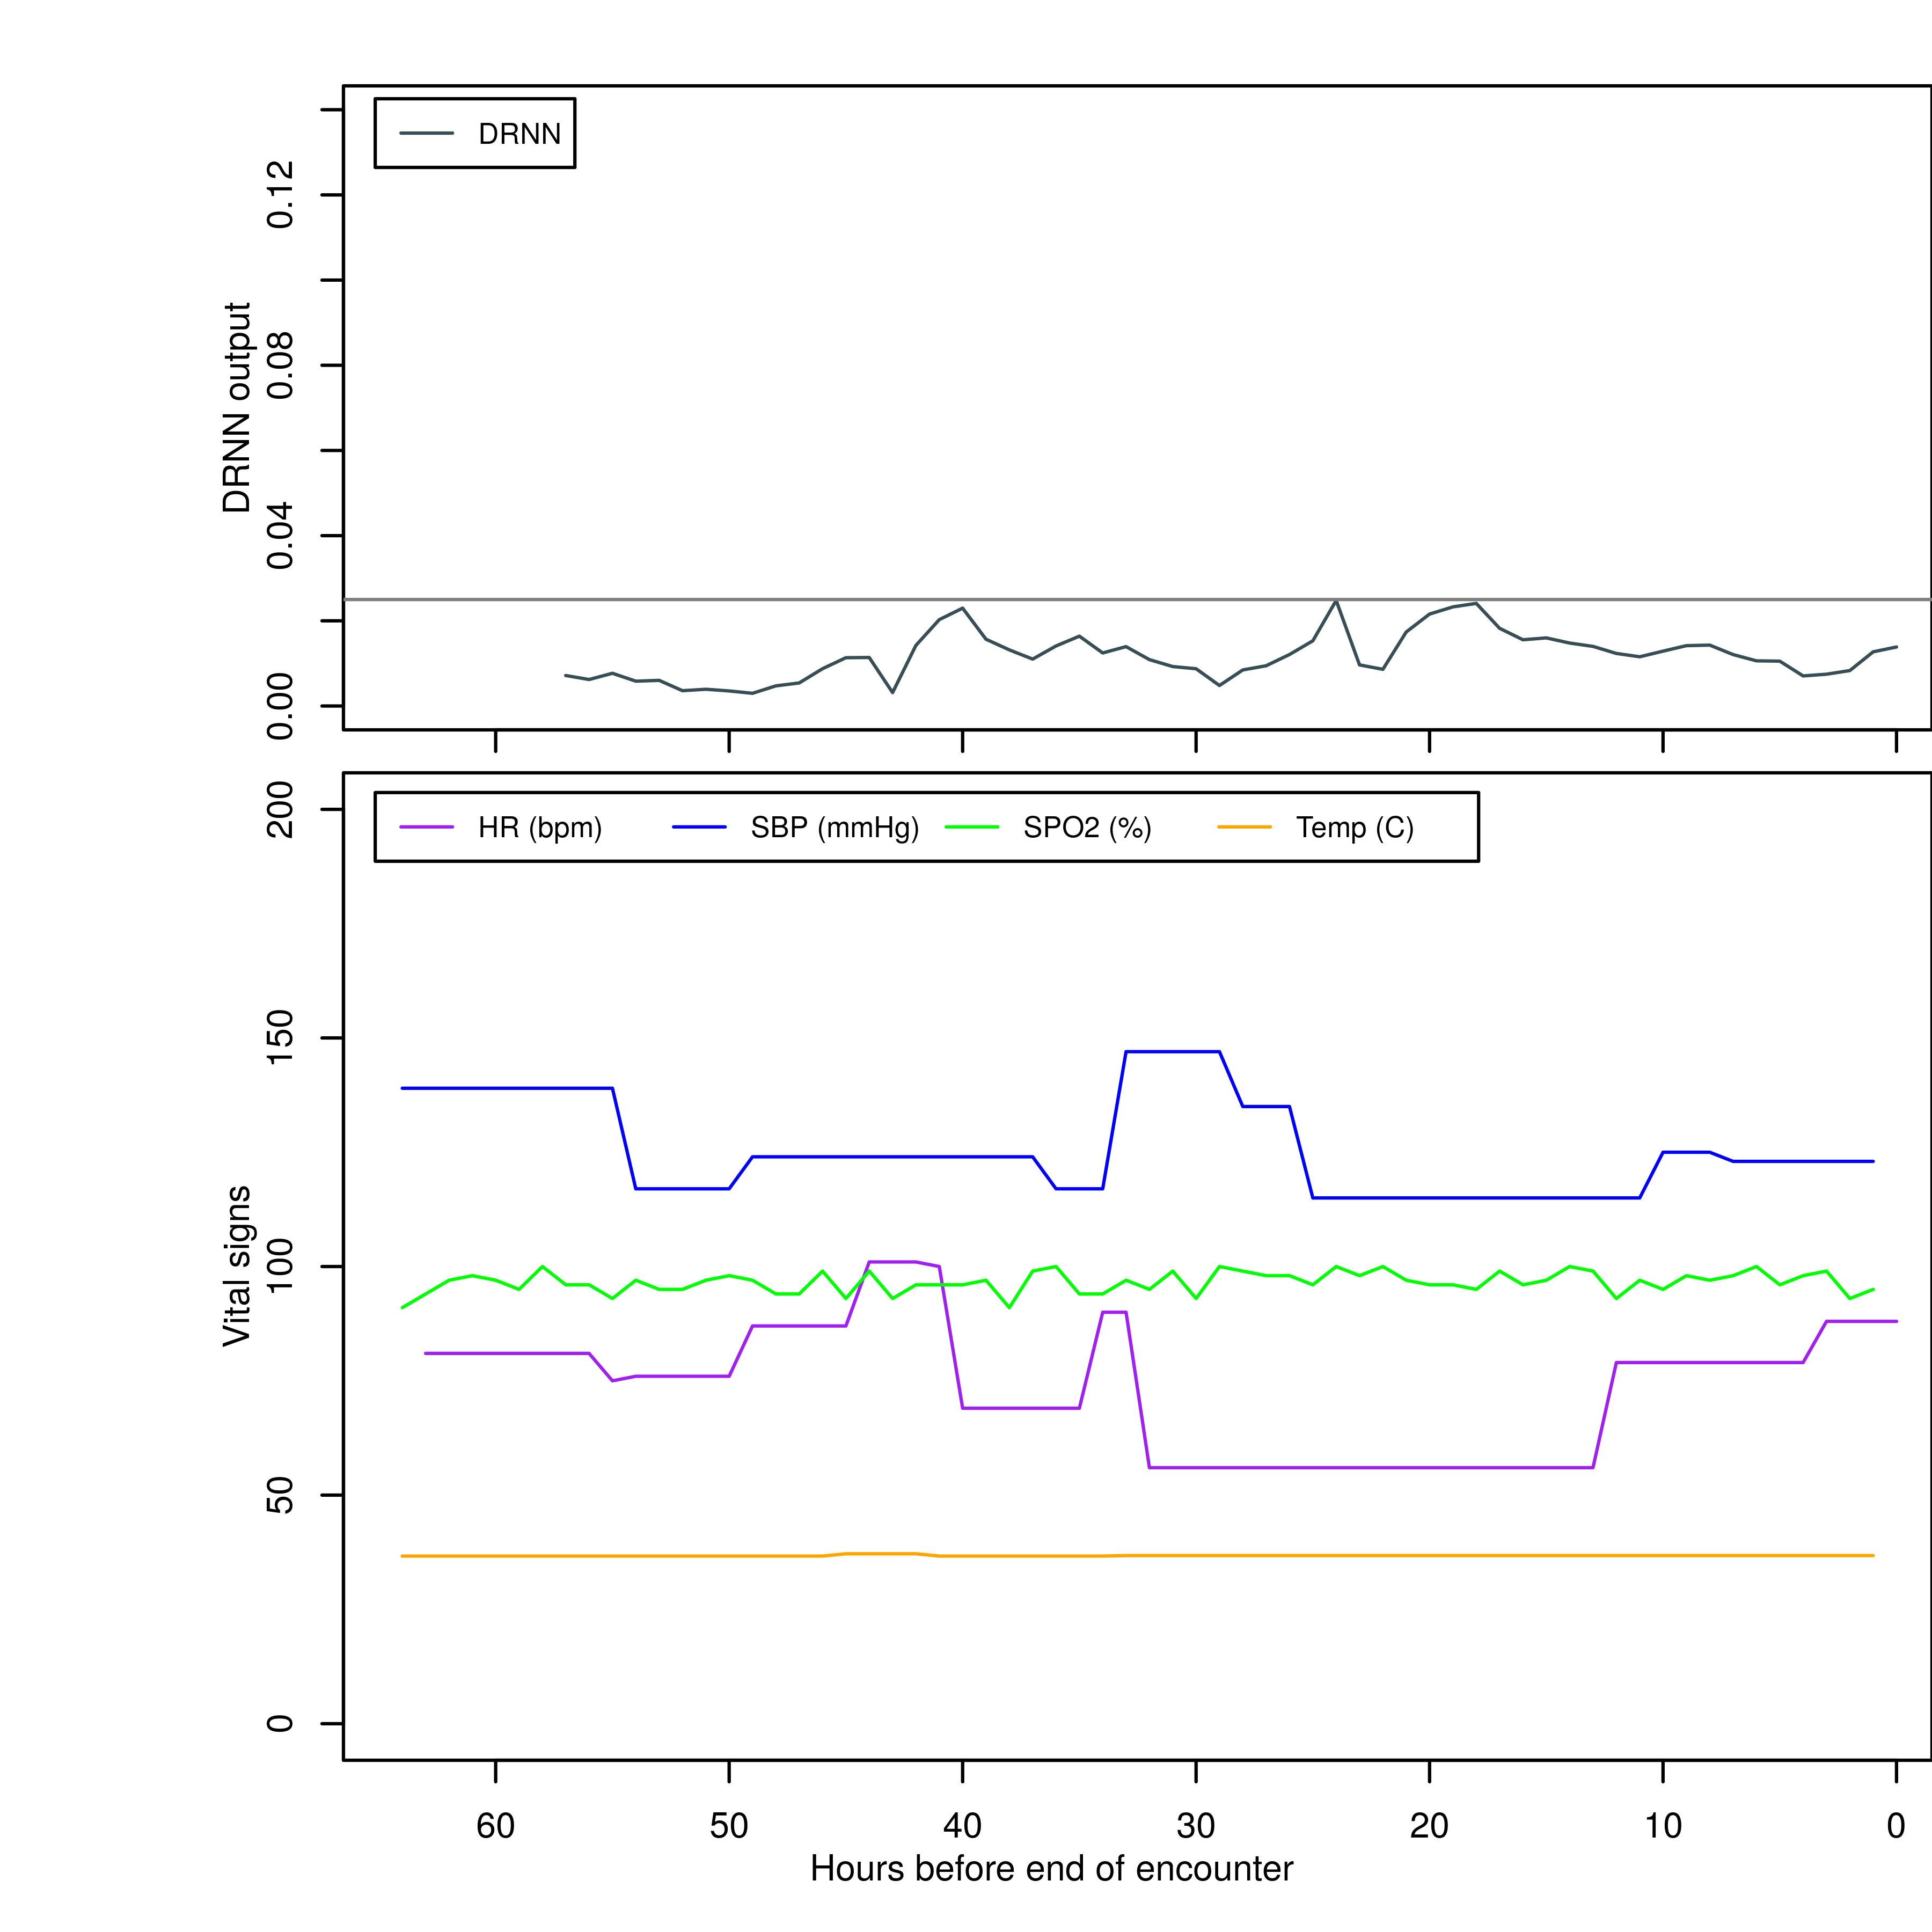 DRNN
0.12
0.08
0.04
0.00
DRNN output
HR (bpm) SBP (mmHg) SPO2 (%) Temp (C)
200
150
100
50
0
Vital signs
60 50 40 30 20 10 0
Hours before end of encounter